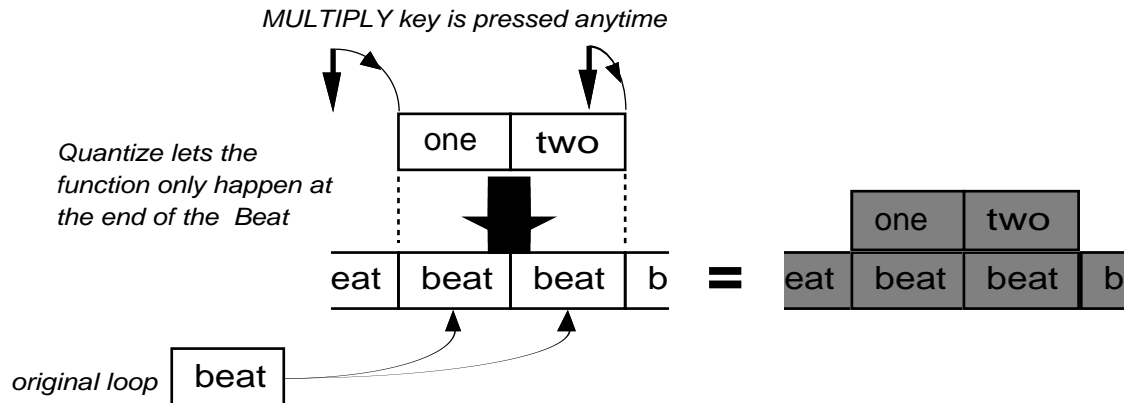 MULTIPLY key is pressed anytime
one two
Quantize lets the
function only happen at
the end of the Beat
one two
eat beat beat b
=
eat beat beat b
original loop beat